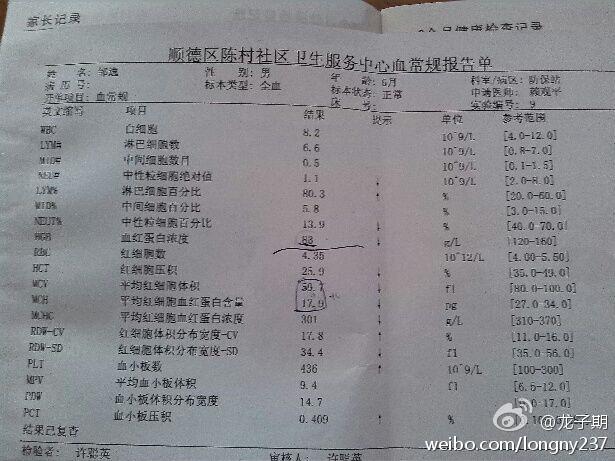 家长记录
个月健康检查记录
顺德区陈村社区卫生服务中心血常规报告单
姓 名: 邹逸 性 别: 男 年 龄: 6月 科室/病区: 防保站
病 历 号: 标本类型: 全血 标本状态: 正常 申请医师: 赖观平
开单项目: 血常规 床 号: 实验编号: 9
英文缩写 项目 结果 提示 单位 参考范围
WBC 白细胞 8.2 10^9/L [4.0-12.0]
LYM# 淋巴细胞数 6.6 10^9/L [0.8-7.0]
MID# 中间细胞数目 0.5 10^9/L [0.1-1.5]
NEU# 中性粒细胞绝对值 1.1 ↓ 10^9/L [2.0-8.0]
LYM% 淋巴细胞百分比 80.3 ↑ % [20.0-60.0]
MID% 中间细胞百分比 5.8 % [3.0-15.0]
NEUT% 中性粒细胞百分比 13.9 ↓ % [40.0-70.0]
HGB 血红蛋白浓度 83 ↓ g/L [120-160]
RBC 红细胞数 4.35 10^12/L [4.00-5.50]
HCT 红细胞压积 25.9 ↓ % [35.0-49.0]
MCV 平均红细胞体积 59.7 ↓ fl [80.0-100.0]
MCH 平均红细胞血红蛋白含量 17.9 ↓ pg [27.0-34.0]
MCHC 平均红细胞血红蛋白浓度 301 ↓ g/L [310-370]
RDW-CV 红细胞体积分布宽度-CV 17.8 ↑ % [11.0-16.0]
RDW-SD 红细胞体积分布宽度-SD 34.4 ↓ fl [35.0-56.0]
PLT 血小板数 436 ↑ 10^9/L [100-300]
MPV 平均血小板体积 9.4 fl [6.5-12.0]
PDW 血小板体积分布宽度 14.7 17.0]
PCT 血小板压积 0.409 ↑ %
结果已复查
检验者: 许聪英 审核人: 许聪英
@龙子期
weibo.com/longny237